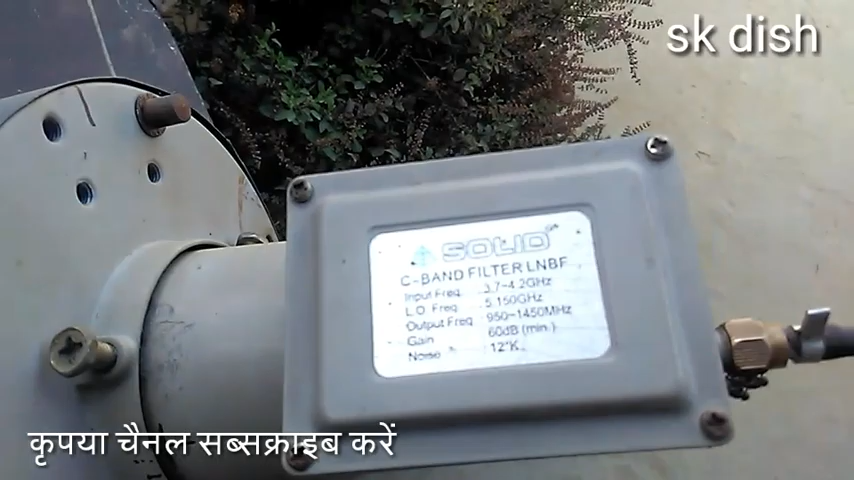 sk dish
SOLID
C-BAND FILTER LNBF
Input Freq. 3.7~4.2GHz
L.O Freq. 5.150GHz
Output Freq. 950~1450MHz
Gain 60dB (min.)
Noise 12°K
कृपया चैनल सब्सक्राइब करें